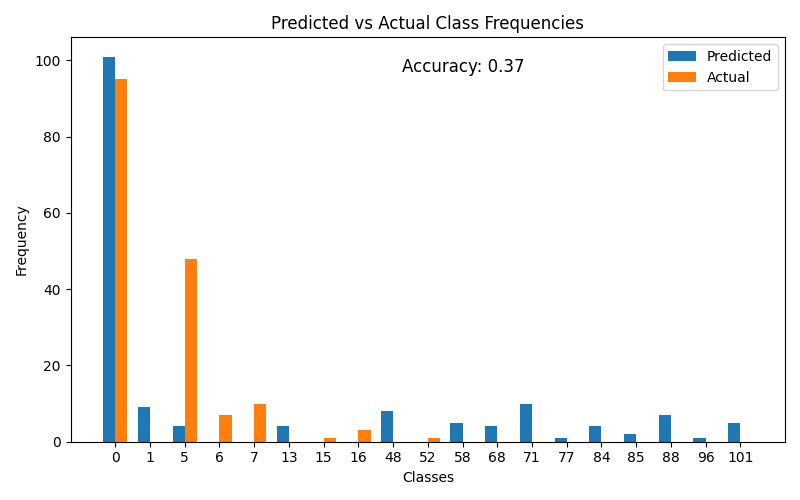 Predicted vs Actual Class Frequencies
Accuracy: 0.37
Predicted
Actual
Frequency
100
80
60
40
20
0
0 1 5 6 7 13 15 16 48 52 58 68 71 77 84 85 88 96 101
Classes